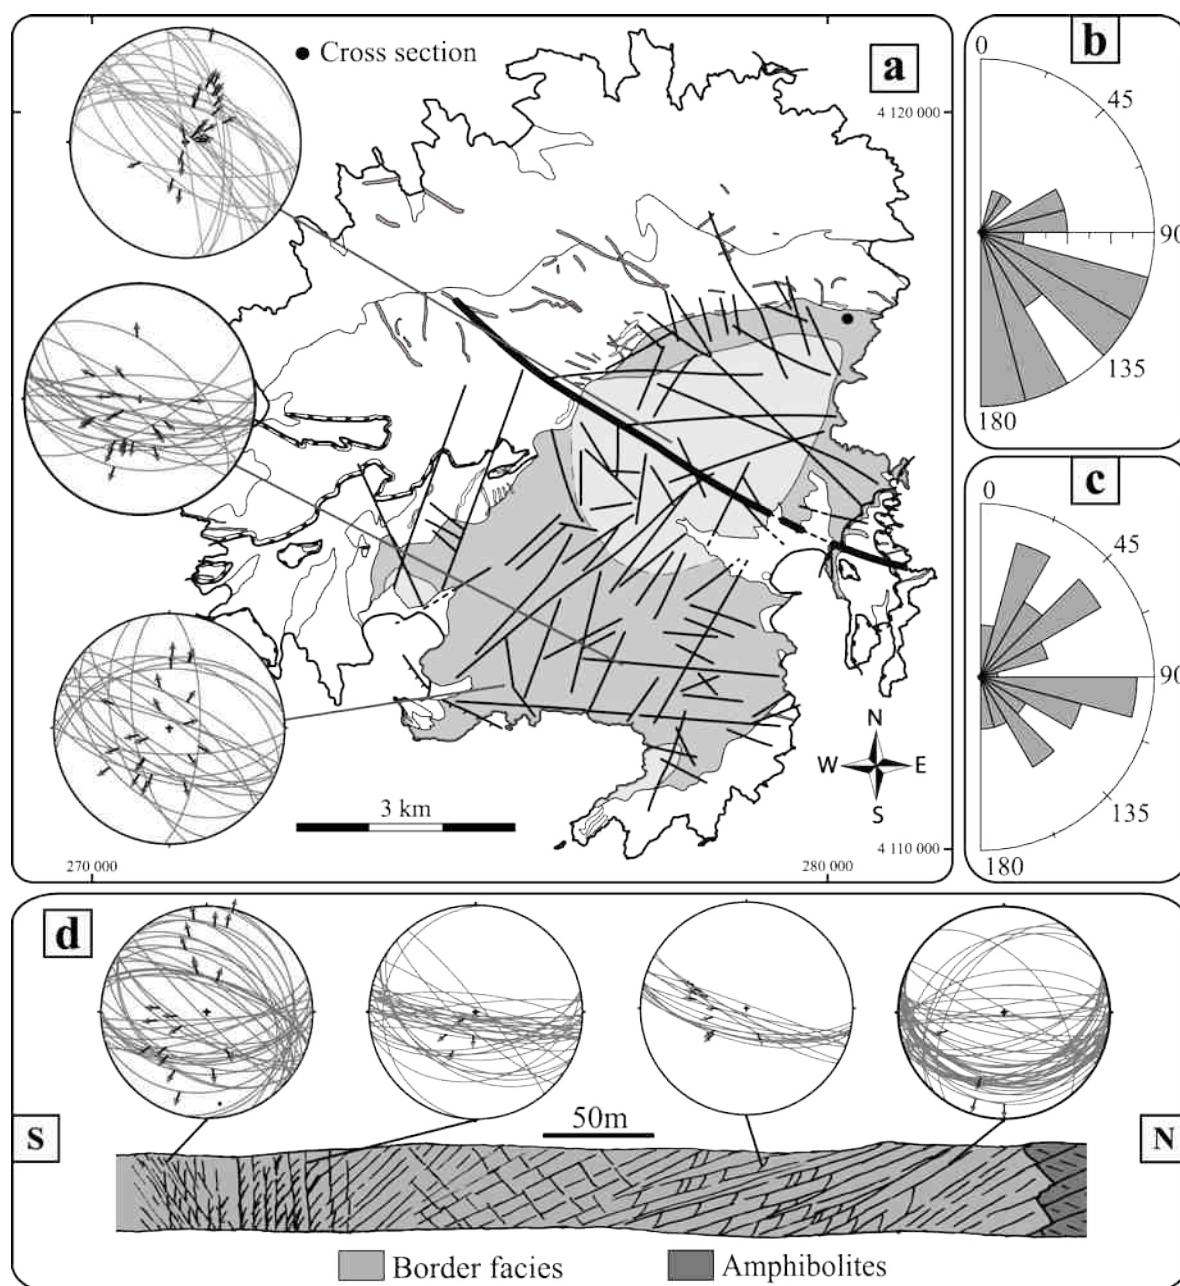 Cross section
a
4 120 000
N
W E
S
3 km
270 000
280 000
4 110 000
b
0
45
90
135
180
c
0
45
90
135
180
d
50m
S
N
Border facies
Amphibolites